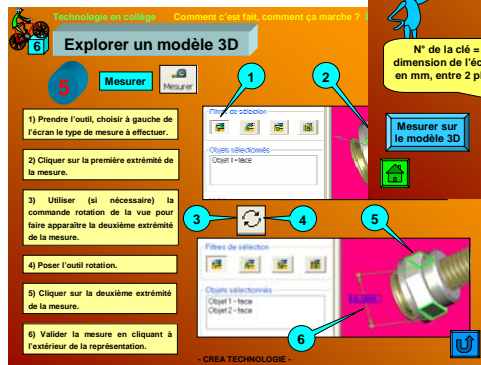 Technologie en collège Comment c'est fait, comment ça marche ?
6
Explorer un modèle 3D
N° de la clé =
dimension de l'éc
en mm, entre 2 pl
5
Mesurer
Mesurer
1
2
1) Prendre l'outil, choisir à gauche de
l'écran le type de mesure à effectuer.
2) Cliquer sur la première extrémité de
la mesure.
3) Utiliser (si nécessaire) la
commande rotation de la vue pour
faire apparaître la deuxième extrémité
de la mesure.
4) Poser l'outil rotation.
5) Cliquer sur la deuxième extrémité
de la mesure.
6) Valider la mesure en cliquant à
l'extérieur de la représentation.
Filtres de sélection
Objets sélectionnés
Objet 1 - face
Mesurer sur
le modèle 3D
3
4
5
Filtres de sélection
Objets sélectionnés
Objet 1 - face
Objet 2 - face
6
- CREA TECHNOLOGIE -